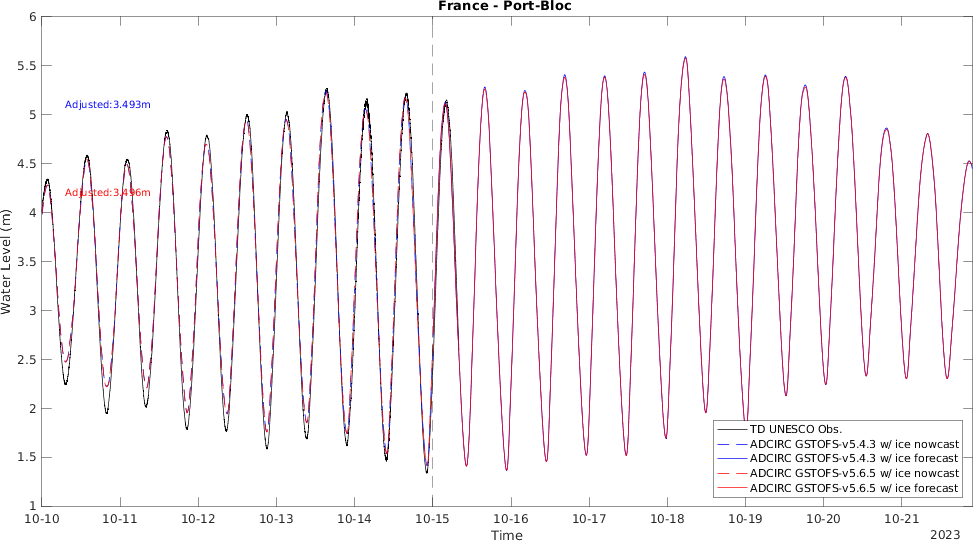 France - Port-Bloc
6
5.5
5
4.5
4
3.5
3
2.5
2
1.5
1
Water Level (m)
Adjusted:3.493m
Adjusted:3.496m
TD UNESCO Obs.
ADCIRC GSTOFS-v5.4.3 w/ ice nowcast
ADCIRC GSTOFS-v5.4.3 w/ ice forecast
ADCIRC GSTOFS-v5.6.5 w/ ice nowcast
ADCIRC GSTOFS-v5.6.5 w/ ice forecast
10-10 10-11 10-12 10-13 10-14 10-15 10-16 10-17 10-18 10-19 10-20 10-21
Time
2023